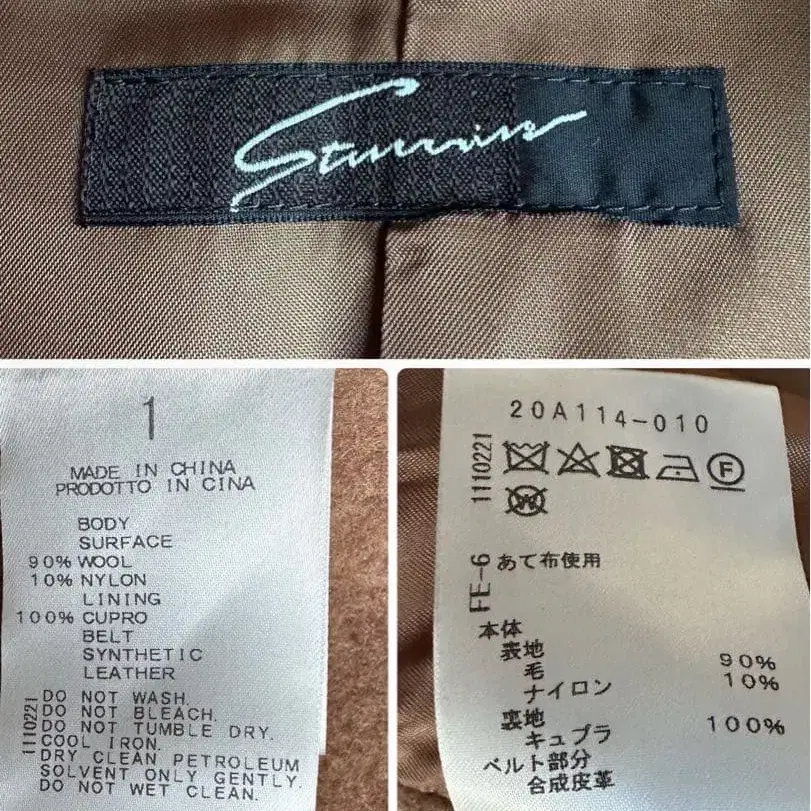 Stunning
1
MADE IN CHINA
PRODOTTO IN CINA
BODY
SURFACE
90% WOOL
10% NYLON
LINING
100% CUPRO
BELT
SYNTHETIC
LEATHER
1110221
DO NOT WASH.
DO NOT BLEACH.
DO NOT TUMBLE DRY.
COOL IRON.
DRY CLEAN PETROLEUM
SOLVENT ONLY GENTLY.
DO NOT WET CLEAN.
20A114-010
1110221
F
W
FE-6
あて布使用
本体
表地
毛 90%
ナイロン 10%
裏地
キュプラ 100%
ベルト部分
合成皮革